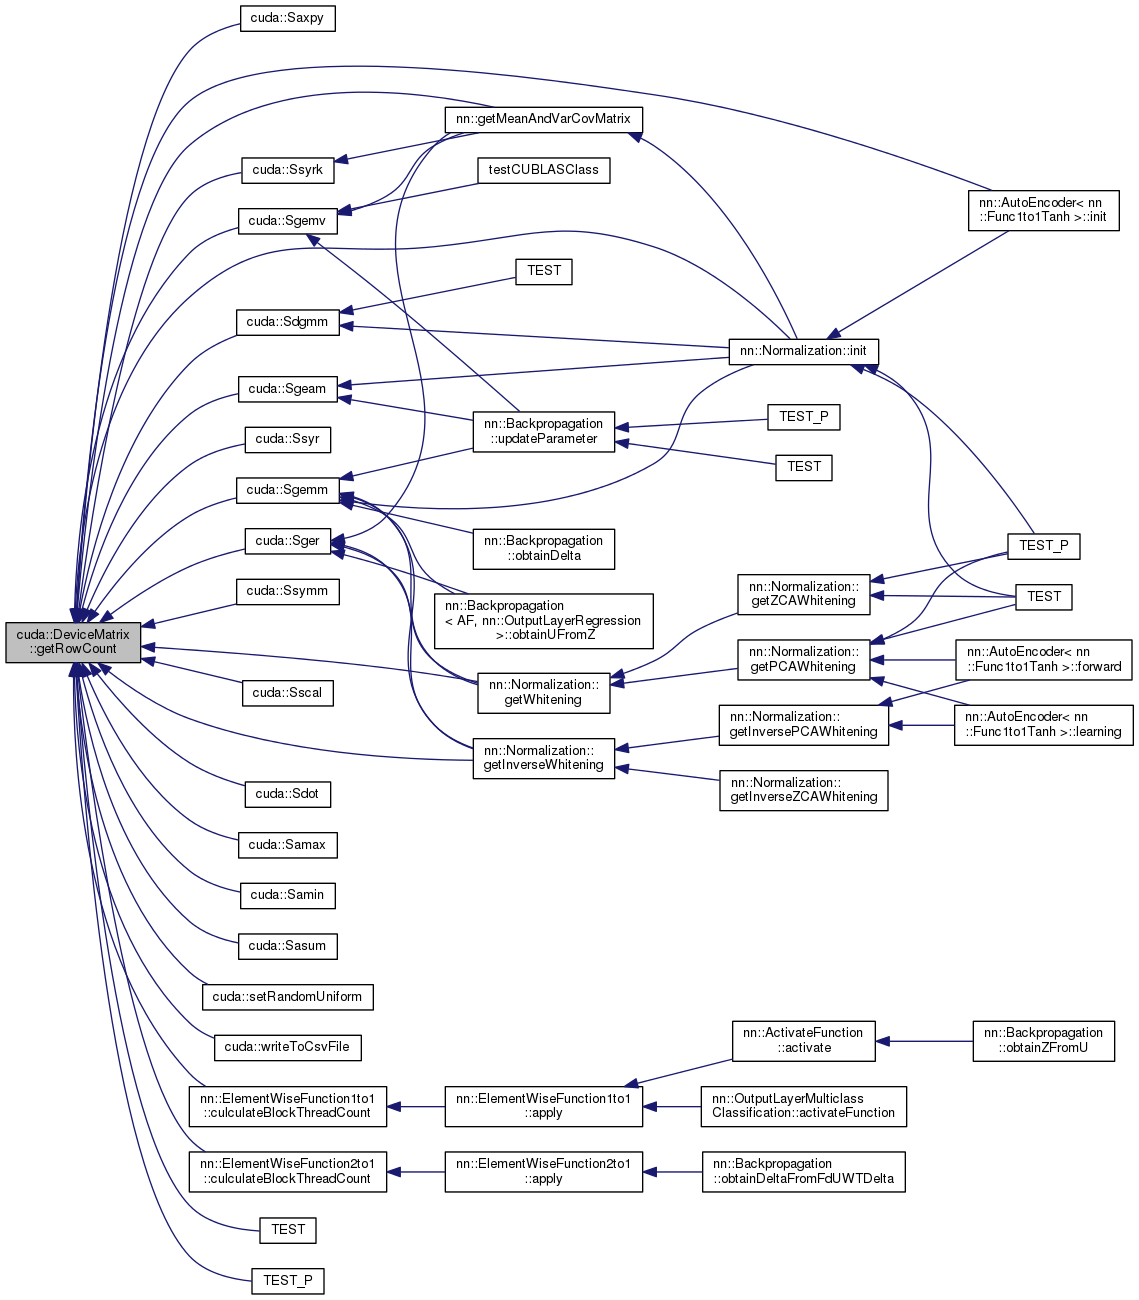 cuda::DeviceMatrix
::getRowCount
cuda::Saxpy
cuda::Ssyrk
cuda::Sgemv
cuda::Sdgmm
cuda::Sgeam
cuda::Ssyr
cuda::Sgemm
cuda::Sger
cuda::Ssymm
cuda::Sscal
cuda::Sdot
cuda::Samax
cuda::Samin
cuda::Sasum
cuda::setRandomUniform
cuda::writeToCsvFile
nn::ElementWiseFunction1to1
::culculateBlockThreadCount
nn::ElementWiseFunction2to1
::culculateBlockThreadCount
TEST
TEST_P
nn::getMeanAndVarCovMatrix
testCUBLASClass
TEST
nn::Backpropagation
::updateParameter
nn::Backpropagation
::obtainDelta
nn::Backpropagation
< AF, nn::OutputLayerRegression
>::obtainUFromZ
nn::Normalization::
getWhitening
nn::Normalization::
getInverseWhitening
nn::ElementWiseFunction1to1
::apply
nn::ElementWiseFunction2to1
::apply
nn::Normalization::init
TEST_P
TEST
nn::Normalization::
getZCAWhitening
nn::Normalization::
getPCAWhitening
nn::Normalization::
getInversePCAWhitening
nn::Normalization::
getInverseZCAWhitening
nn::ActivateFunction
::activate
nn::OutputLayerMulticlass
Classification::activateFunction
nn::Backpropagation
::obtainDeltaFromFdUWTDelta
nn::AutoEncoder< nn
::Func1to1Tanh >::init
TEST_P
TEST
nn::AutoEncoder< nn
::Func1to1Tanh >::forward
nn::AutoEncoder< nn
::Func1to1Tanh >::learning
nn::Backpropagation
::obtainZFromU